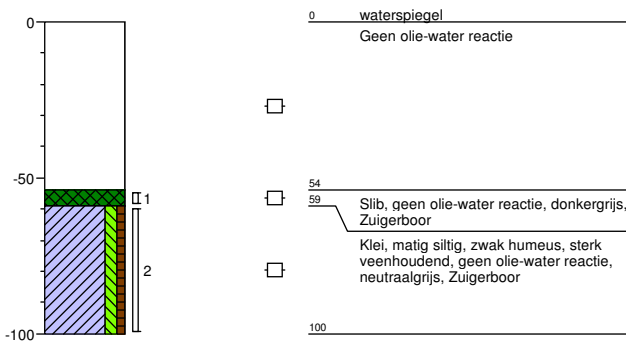 0
-50
-100
1
2
0 waterspiegel
Geen olie-water reactie
54
59
Slib, geen olie-water reactie, donkergrijs,
Zuigerboor
Klei, matig siltig, zwak humeus, sterk
veenhoudend, geen olie-water reactie,
neutraalgrijs, Zuigerboor
100